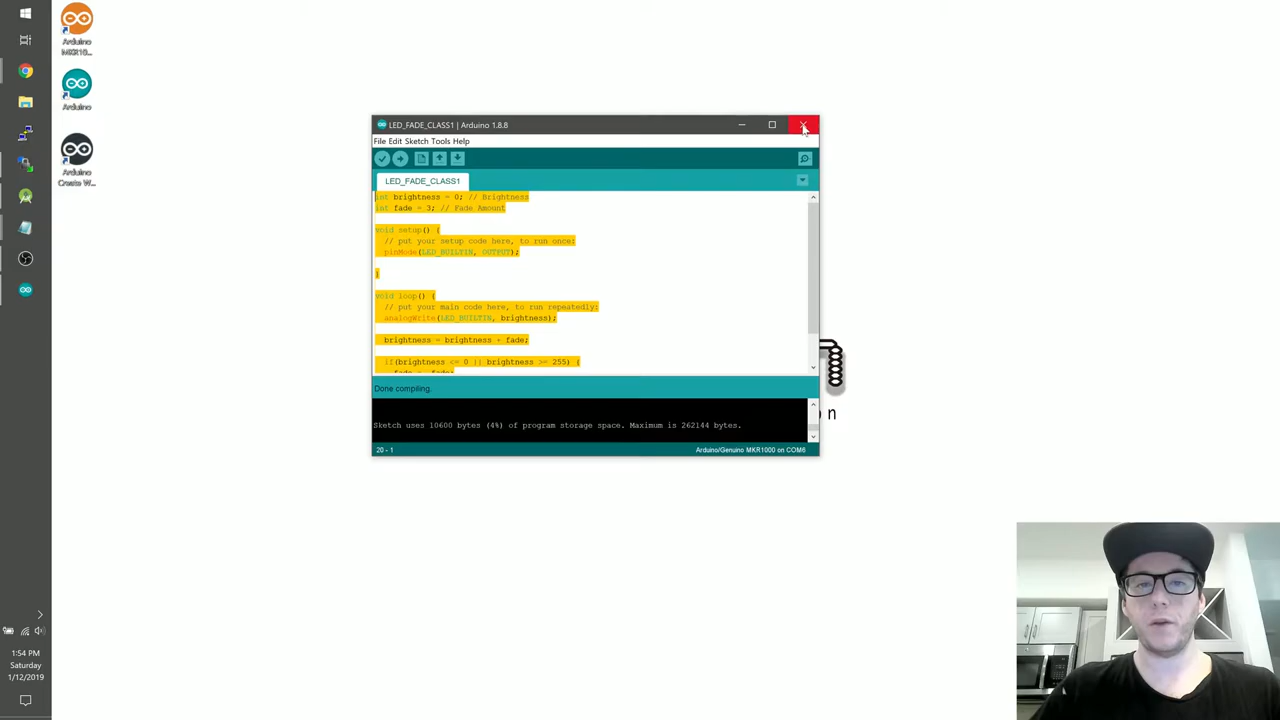 Arduino
MKR10...
Arduino
Arduino
Create W...
LED_FADE_CLASS1 | Arduino 1.8.8
File Edit Sketch Tools Help
LED_FADE_CLASS1
int brightness = 0; // Brightness
int fade = 3; // Fade Amount
void setup() {
// put your setup code here, to run once:
pinMode(LED_BUILTIN, OUTPUT);
}
void loop() {
// put your main code here, to run repeatedly:
analogWrite(LED_BUILTIN, brightness);
brightness = brightness + fade;
if(brightness <= 0 || brightness >= 255) {
Done compiling.
Sketch uses 10600 bytes (4%) of program storage space. Maximum is 262144 bytes.
20 - 1
Arduino/Genuino MKR1000 on COM6
1:54 PM
Saturday
1/12/2019